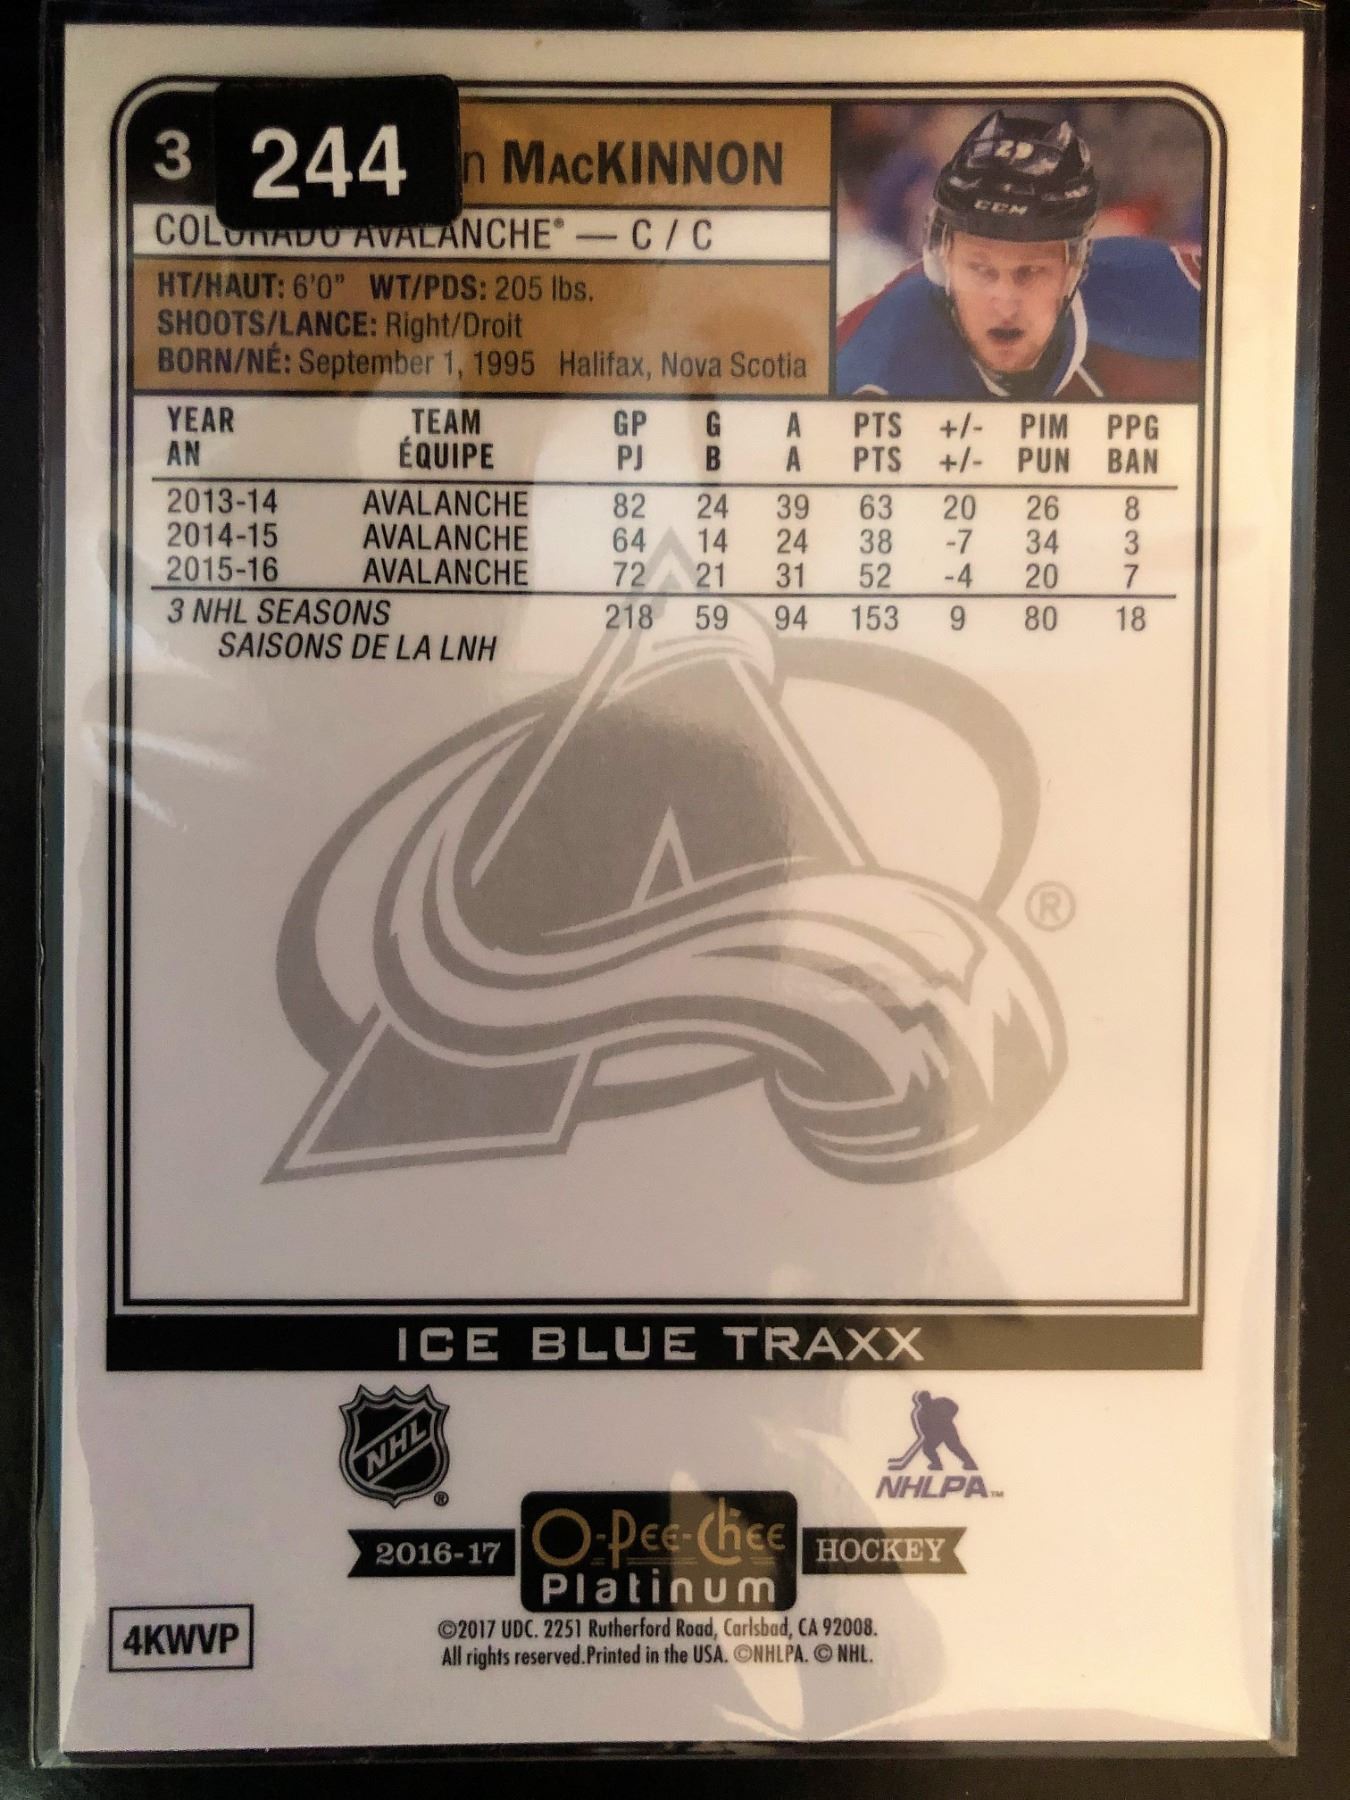 3 244 n MacKINNON
COLORADO AVALANCHE® — C / C
HT/HAUT: 6'0" WT/PDS: 205 lbs.
SHOOTS/LANCE: Right/Droit
BORN/NÉ: September 1, 1995 Halifax, Nova Scotia
29
CCM
YEAR TEAM GP G A PTS +/- PIM PPG
AN ÉQUIPE PJ B A PTS +/- PUN BAN
2013-14 AVALANCHE 82 24 39 63 20 26 8
2014-15 AVALANCHE 64 14 24 38 -7 34 3
2015-16 AVALANCHE 72 21 31 52 -4 20 7
3 NHL SEASONS 218 59 94 153 9 80 18
SAISONS DE LA LNH
®
ICE BLUE TRAXX
NHL ®
NHLPA™
2016-17 O-Pee-Chee HOCKEY
Platinum
4KWVP
©2017 UDC. 2251 Rutherford Road, Carlsbad, CA 92008.
All rights reserved.Printed in the USA. ©NHLPA. © NHL.